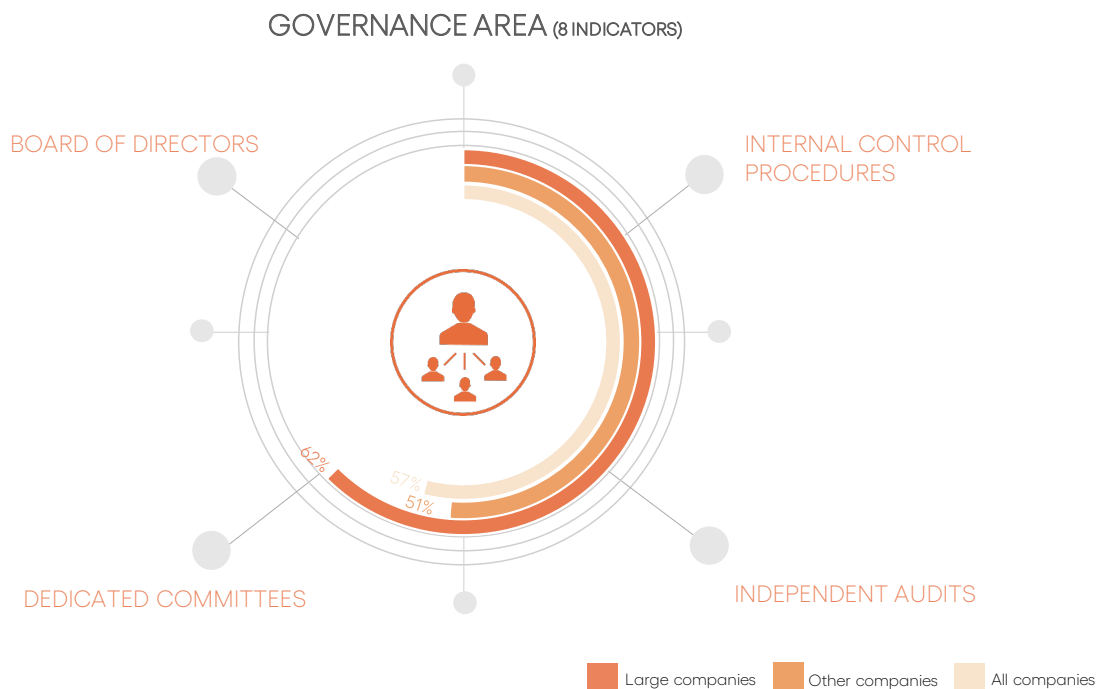 GOVERNANCE AREA (8 INDICATORS)
BOARD OF DIRECTORS
INTERNAL CONTROL
PROCEDURES
62%
57%
51%
DEDICATED COMMITTEES
INDEPENDENT AUDITS
Large companies
Other companies
All companies